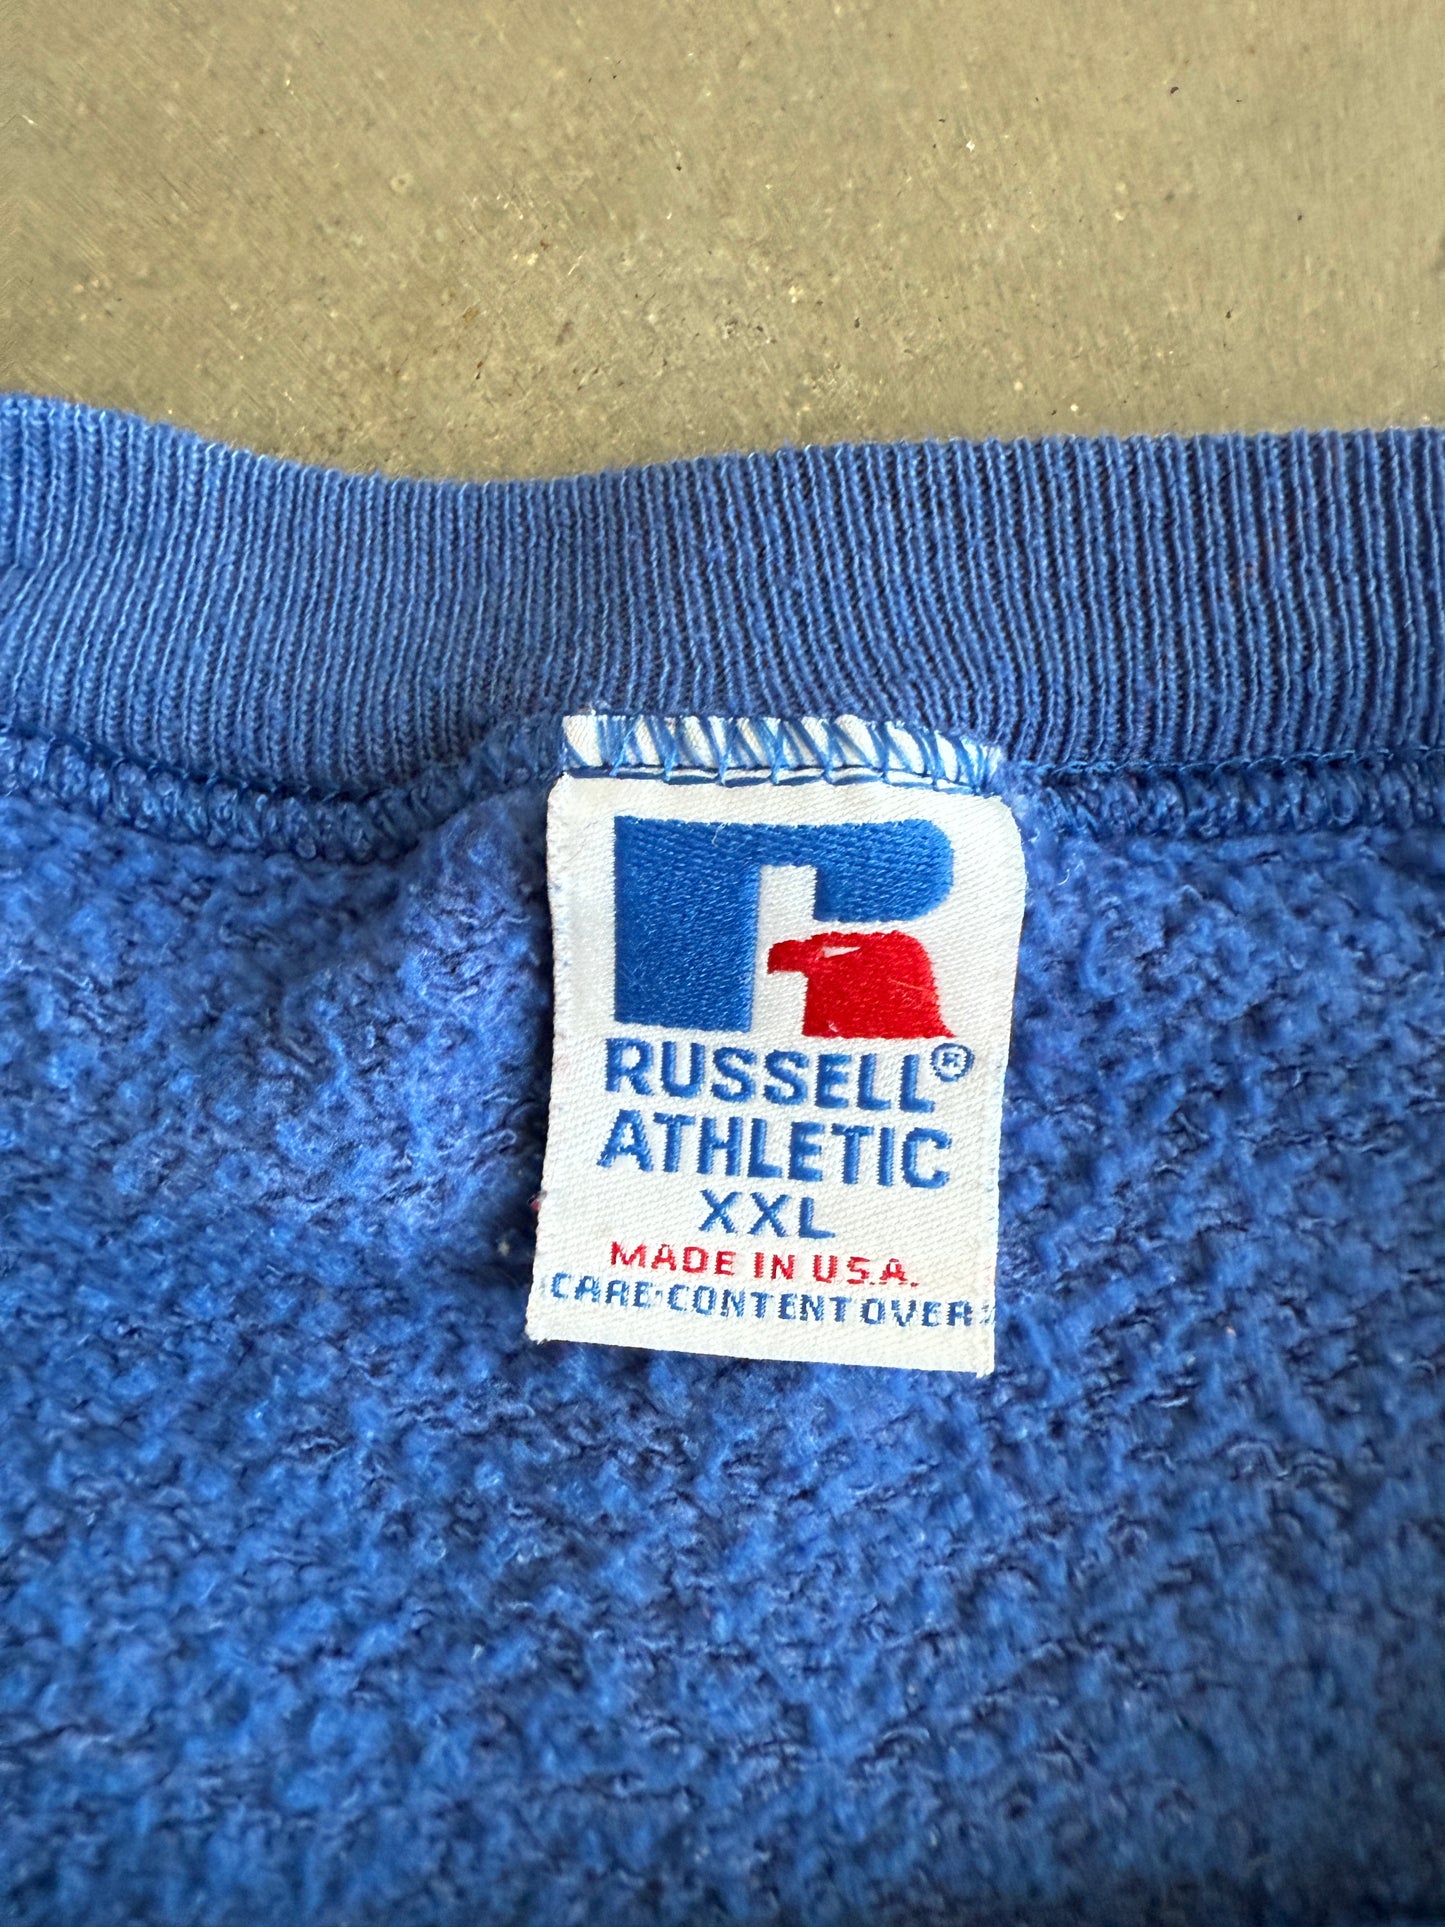 R
RUSSELL®
ATHLETIC
XXL
MADE IN U.S.A.
CARE·CONTENT OVER